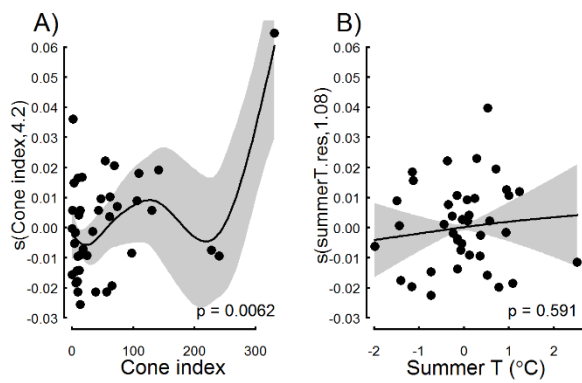 A)
s(Cone index,4.2)
0.06
0.05
0.04
0.03
0.02
0.01
0.00
-0.01
-0.02
-0.03
p = 0.0062
0 100 200 300
Cone index
B)
s(summerT.res,1.08)
0.06
0.05
0.04
0.03
0.02
0.01
0.00
-0.01
-0.02
-0.03
p = 0.591
-2 -1 0 1 2
Summer T (°C)